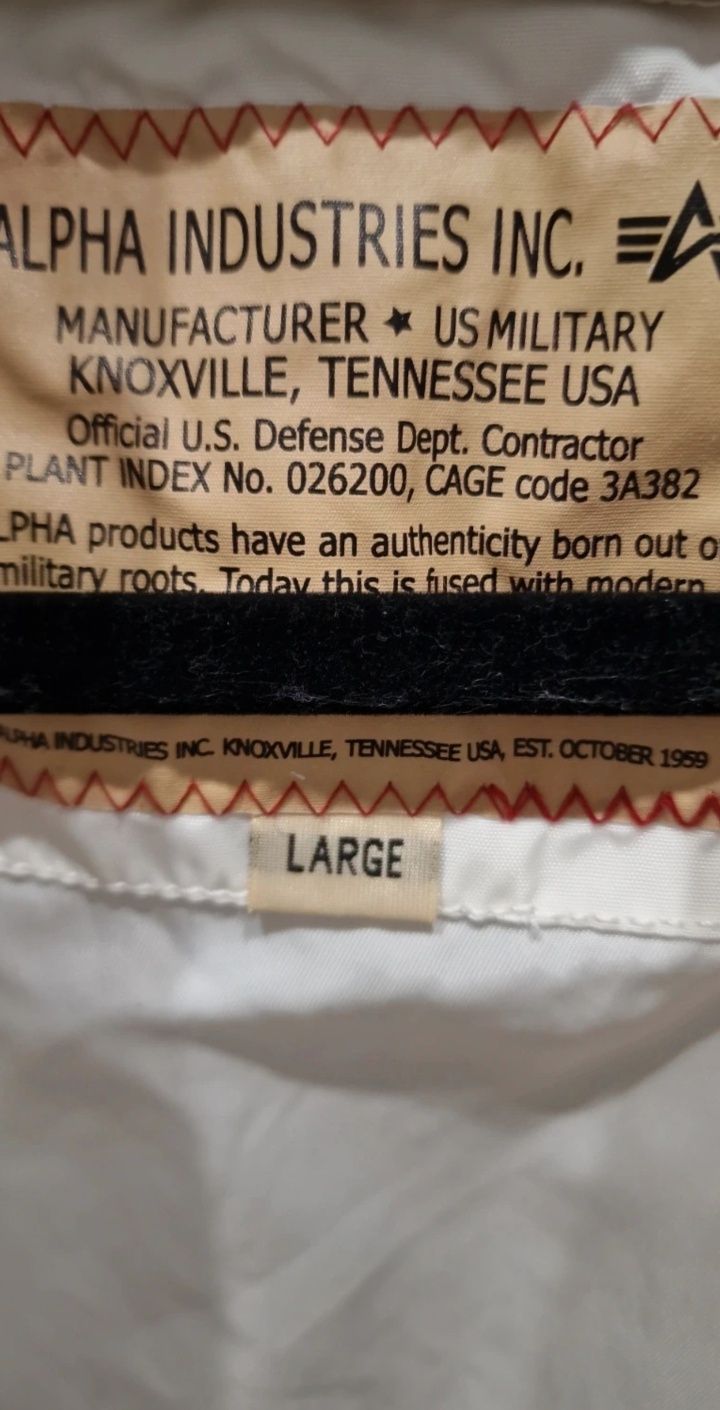 ALPHA INDUSTRIES INC.
MANUFACTURER ★ US MILITARY
KNOXVILLE, TENNESSEE USA
Official U.S. Defense Dept. Contractor
PLANT INDEX No. 026200, CAGE code 3A382
LPHA products have an authenticity born out o
military roots. Today this is fused with modern
ALPHA INDUSTRIES INC. KNOXVILLE, TENNESSEE USA, EST. OCTOBER 1959
LARGE